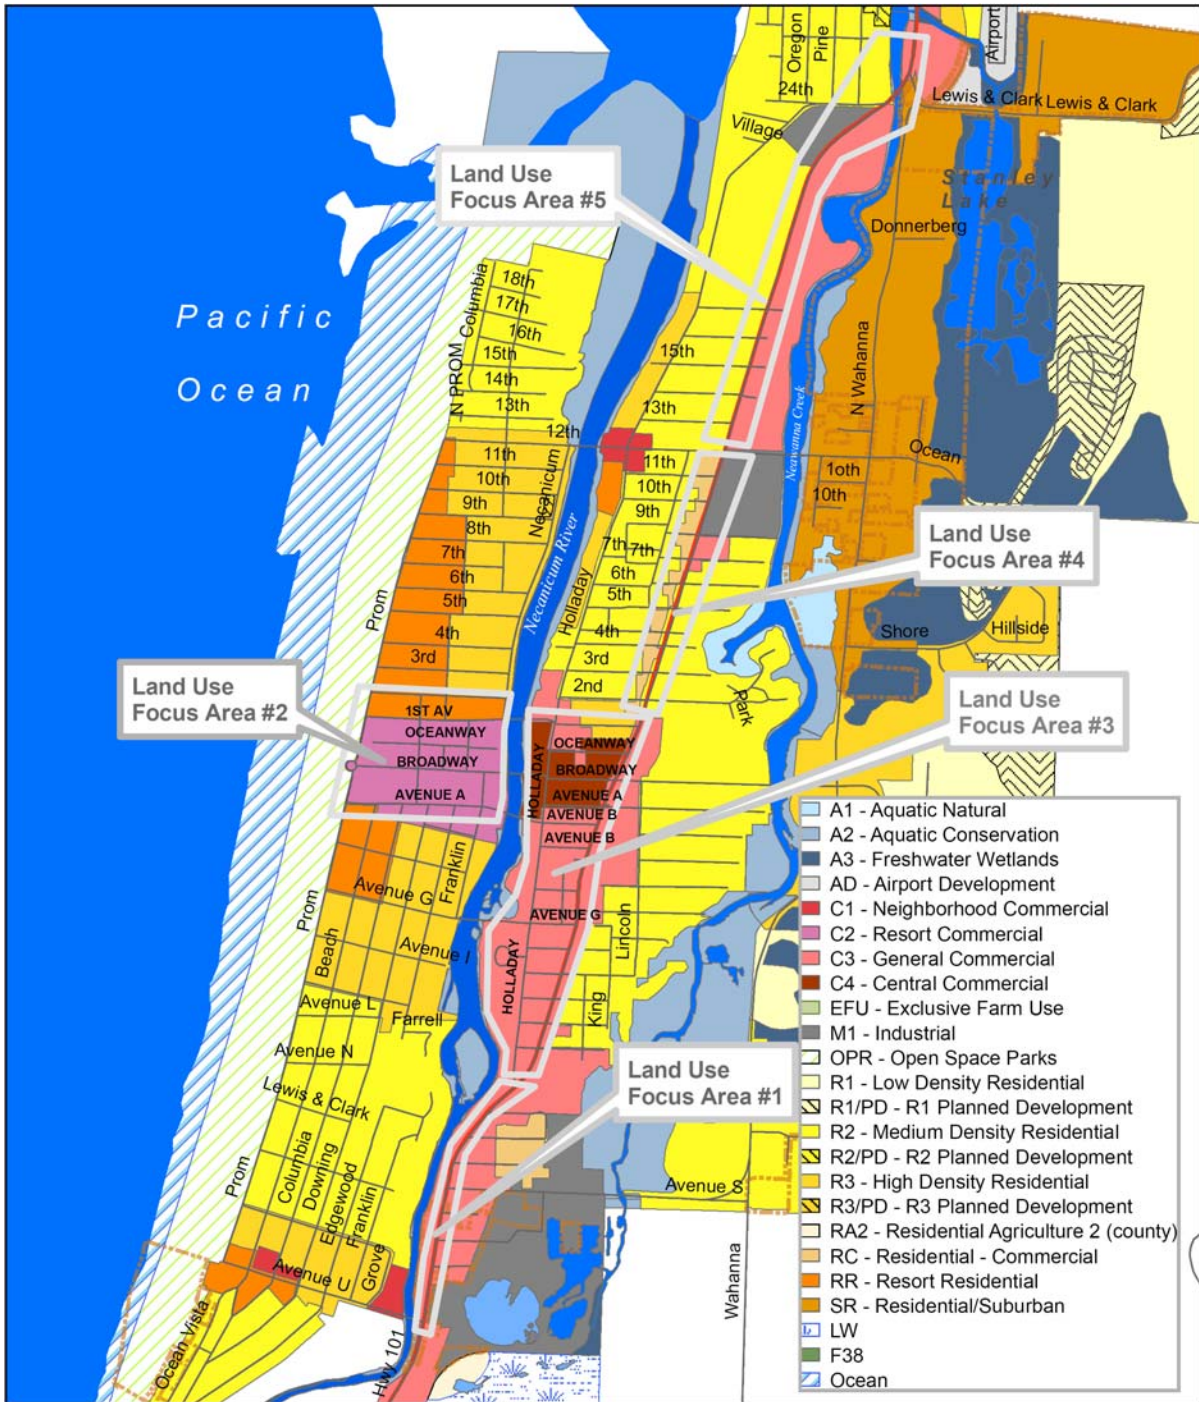 Oregon
Pine
Airport
24th
Lewis & Clark
Lewis & Clark
Village
Land Use
Focus Area #5
Stanley
Lake
Donnerberg
Pacific
Ocean
Columbia
N PROM
18th
17th
16th
15th
14th
13th
15th
13th
N Wahanna
Neawanna Creek
12th
11th
10th
9th
8th
7th
6th
5th
4th
3rd
Necanicum
Necanicum River
Prom
11th
10th
9th
7th
7th
6th
5th
4th
3rd
2nd
Holladay
Ocean
1oth
10th
Land Use
Focus Area #4
Shore
Hillside
Park
Land Use
Focus Area #2
1ST AV
OCEANWAY
BROADWAY
AVENUE A
Land Use
Focus Area #3
HOLLADAY
OCEANWAY
BROADWAY
AVENUE A
AVENUE B
AVENUE B
AVENUE G
HOLLADAY
Lincoln
King
Franklin
Avenue G
Prom
Beach
Avenue I
Avenue L
Farrell
Avenue N
Lewis & Clark
Land Use
Focus Area #1
Prom
Columbia
Downing
Edgewood
Franklin
Grove
Avenue U
Ocean Vista
Hwy 101
Avenue S
Wahanna
A1 - Aquatic Natural
A2 - Aquatic Conservation
A3 - Freshwater Wetlands
AD - Airport Development
C1 - Neighborhood Commercial
C2 - Resort Commercial
C3 - General Commercial
C4 - Central Commercial
EFU - Exclusive Farm Use
M1 - Industrial
OPR - Open Space Parks
R1 - Low Density Residential
R1/PD - R1 Planned Development
R2 - Medium Density Residential
R2/PD - R2 Planned Development
R3 - High Density Residential
R3/PD - R3 Planned Development
RA2 - Residential Agriculture 2 (county)
RC - Residential - Commercial
RR - Resort Residential
SR - Residential/Suburban
LW
F38
Ocean